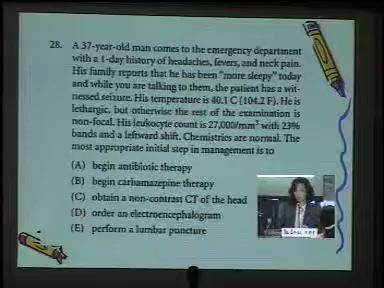 28. A 37-year-old man comes to the emergency department
with a 1-day history of headaches, fevers, and neck pain.
His family reports that he has been "more sleepy" today
and while you are talking to them, the patient has a wit-
nessed seizure. His temperature is 40.1 C (104.2 F). He is
lethargic, but otherwise the rest of the examination is
non-focal. His leukocyte count is 27,000/mm³ with 23%
bands and a leftward shift. Chemistries are normal. The
most appropriate initial step in management is to
(A) begin antibiotic therapy
(B) begin carbamazepine therapy
(C) obtain a non-contrast CT of the head
(D) order an electroencephalogram
(E) perform a lumbar puncture